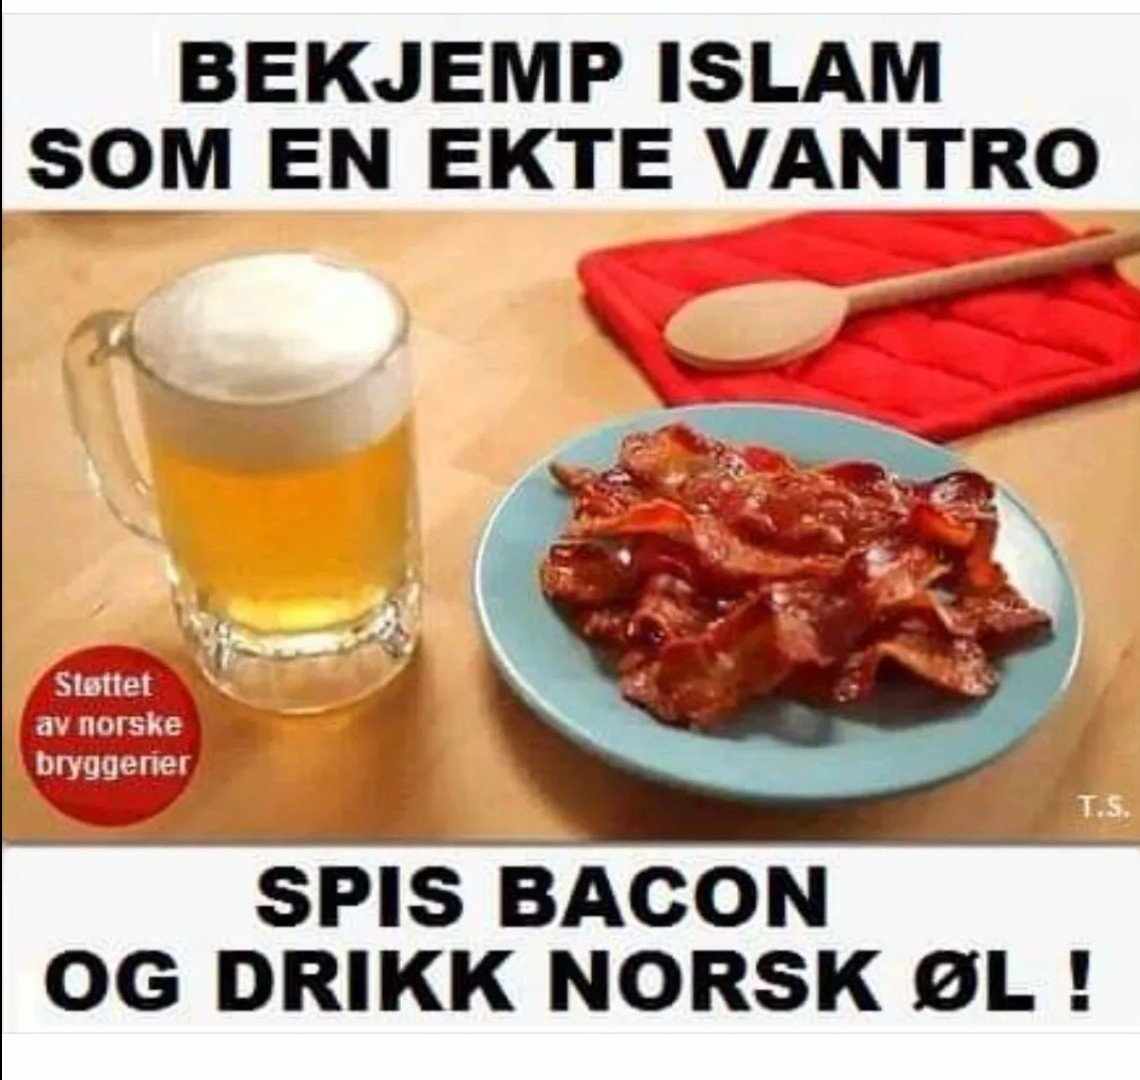 BEKJEMP ISLAM
SOM EN EKTE VANTRO
Støttet
av norske
bryggerier
T.S.
SPIS BACON
OG DRIKK NORSK ØL !